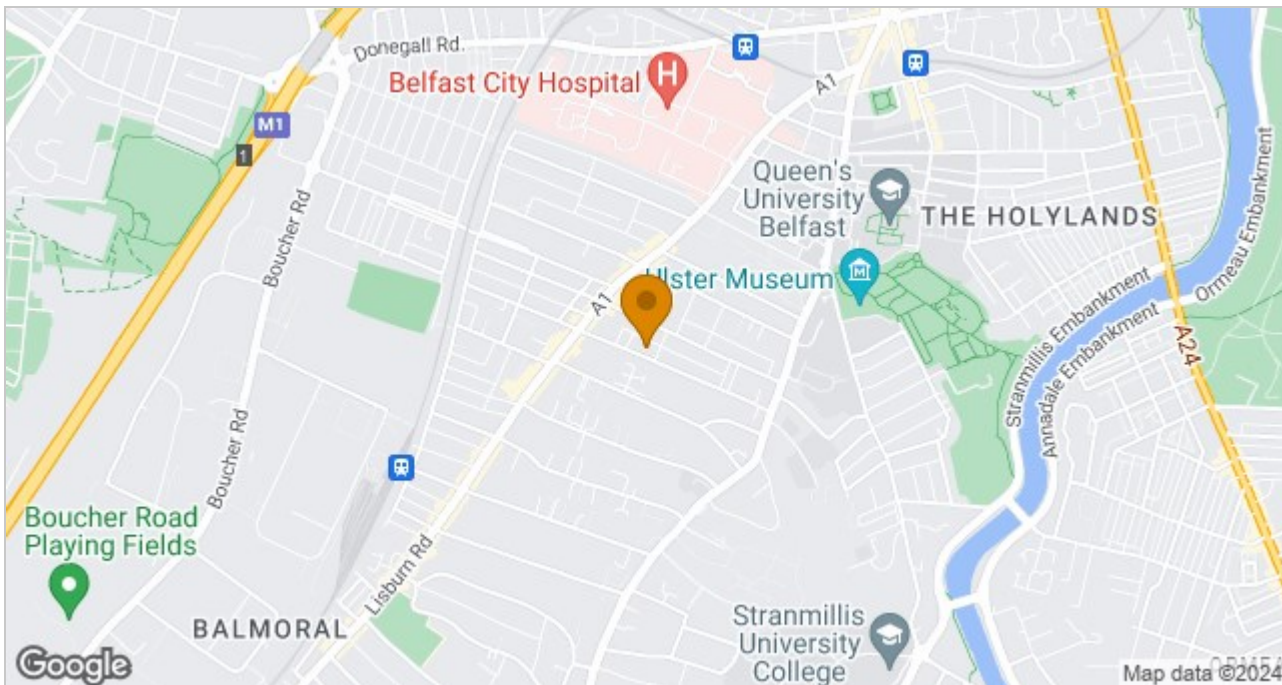 Donegall Rd.
Belfast City Hospital
H
A1
M1
1
Boucher Rd
Queen's
University
Belfast
THE HOLYLANDS
Ulster Museum
M
A1
Stranmillis Embankment
Annadale Embankment
Ormeau Embankment
A24
Boucher Rd
Boucher Road
Playing Fields
Lisburn Rd
BALMORAL
Stranmillis
University
College
Google
Map data ©2024